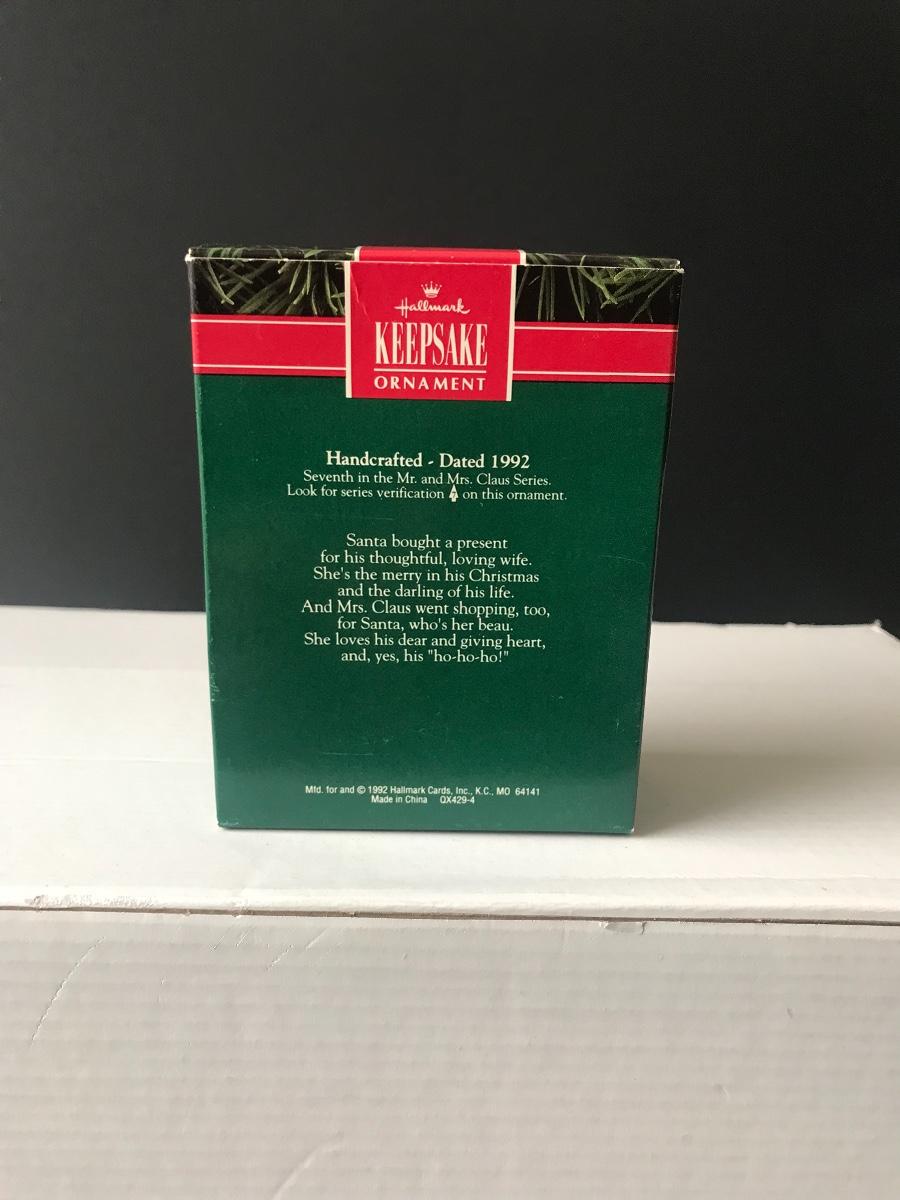 Hallmark
KEEPSAKE
ORNAMENT
Handcrafted - Dated 1992
Seventh in the Mr. and Mrs. Claus Series.
Look for series verification 7 on this ornament.
Santa bought a present
for his thoughtful, loving wife.
She's the merry in his Christmas
and the darling of his life.
And Mrs. Claus went shopping, too,
for Santa, who's her beau.
She loves his dear and giving heart,
and, yes, his "ho-ho-ho!"
Mfd. for and © 1992 Hallmark Cards, Inc., K.C., MO 64141
Made in China QX429-4